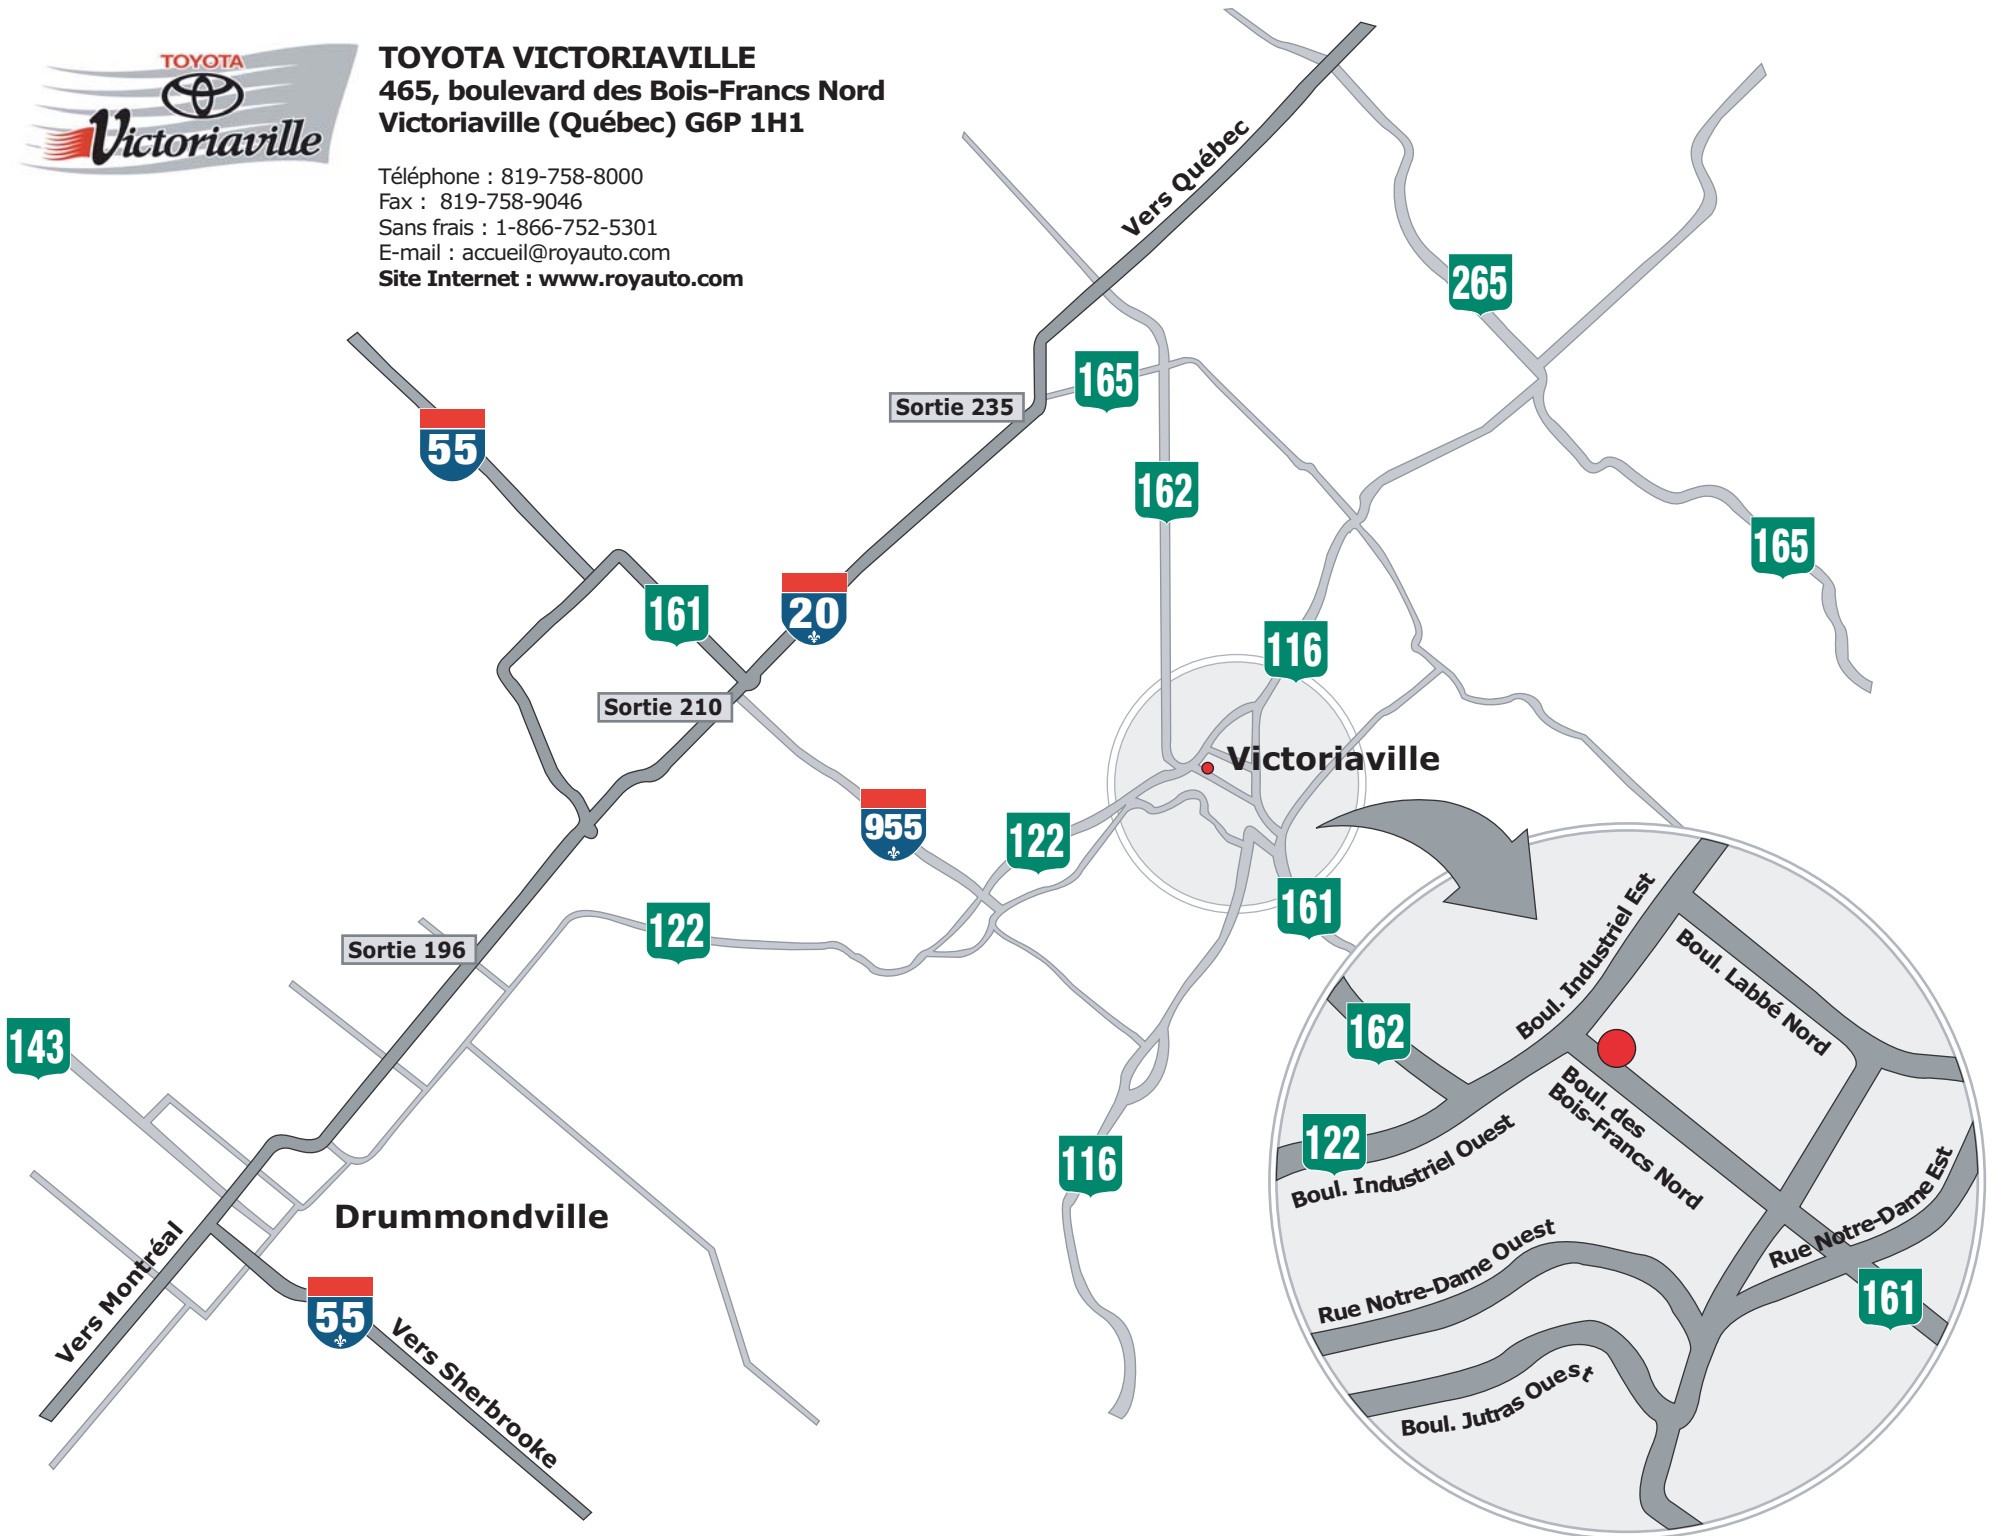 TOYOTA
Victoriaville
TOYOTA VICTORIAVILLE
465, boulevard des Bois-Francs Nord
Victoriaville (Québec) G6P 1H1
Téléphone : 819-758-8000
Fax : 819-758-9046
Sans frais : 1-866-752-5301
E-mail : accueil@royauto.com
Site Internet : www.royauto.com
Vers Québec
265
165
Sortie 235
55
162
165
161
20
116
Sortie 210
Victoriaville
955
122
161
122
Sortie 196
143
116
Drummondville
Vers Montréal
55
Vers Sherbrooke
Boul. Industriel Est
Boul. Labbé Nord
162
Boul. des
Bois-Francs Nord
122
Boul. Industriel Ouest
Rue Notre-Dame Est
Rue Notre-Dame Ouest
161
Boul. Jutras Ouest